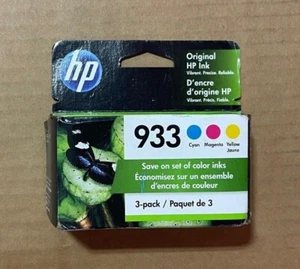 hp
Original
HP Ink
Vibrant. Precise. Reliable.
D'encre
d'origine HP
Vibrant. Précise. Fiable.
933
Cyan
Magenta
Yellow
Jaune
Save on set of color inks
Économisez sur un ensemble
d'encres de couleur
3-pack / Paquet de 3